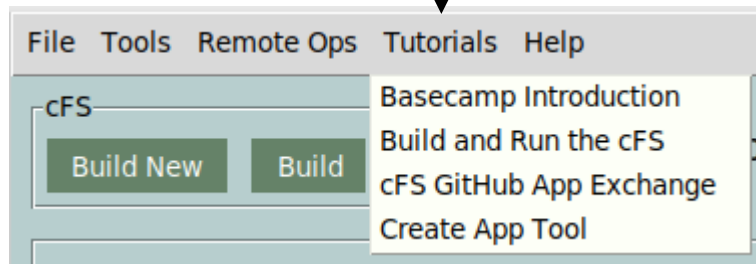 File Tools Remote Ops Tutorials Help
cFS
Basecamp Introduction
Build New Build
Build and Run the cFS
cFS GitHub App Exchange
Create App Tool